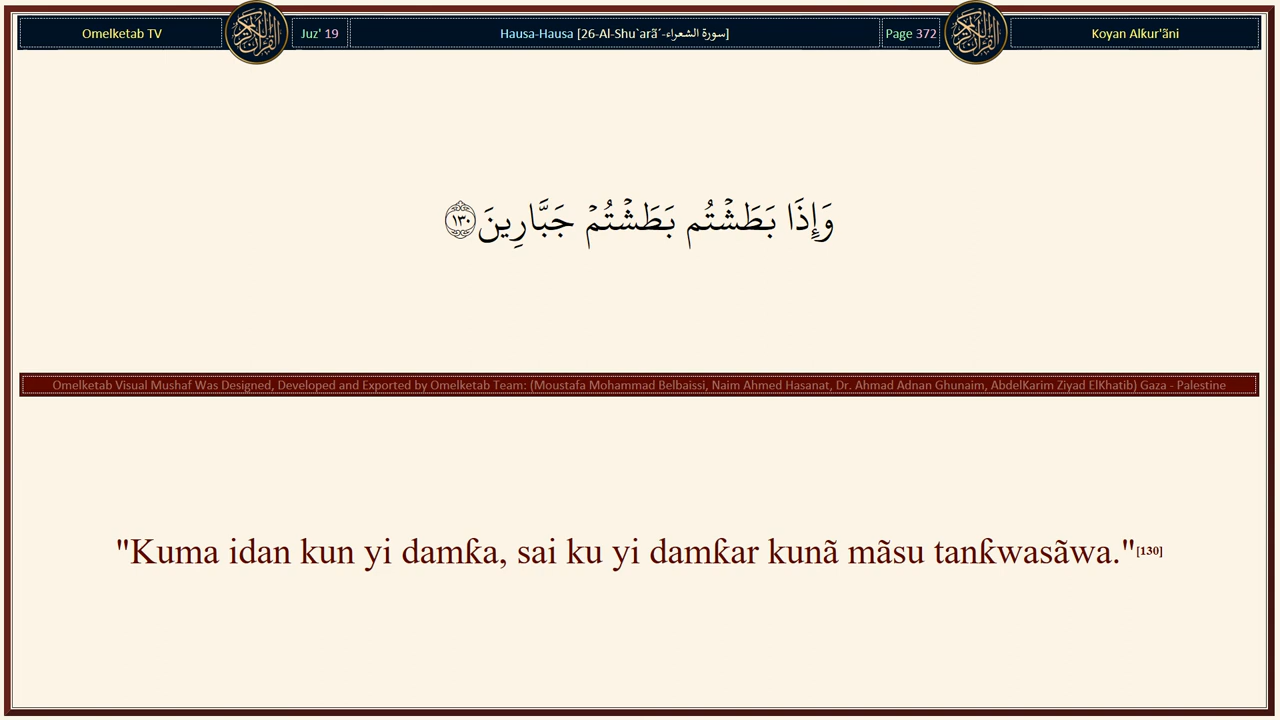 Omelketab TV
Juz' 19
Hausa-Hausa [26-Al-Shu`arã´-سورة الشعراء]
Page 372
Koyan Alƙur'ãni
وَإِذَا بَطَشْتُم بَطَشْتُمْ جَبَّارِينَ ١٣٠
Omelketab Visual Mushaf Was Designed, Developed and Exported by Omelketab Team: (Moustafa Mohammad Belbaissi, Naim Ahmed Hasanat, Dr. Ahmad Adnan Ghunaim, AbdelKarim Ziyad ElKhatib) Gaza - Palestine
"Kuma idan kun yi damƙa, sai ku yi damƙar kunã mãsu tanƙwasãwa."[130]